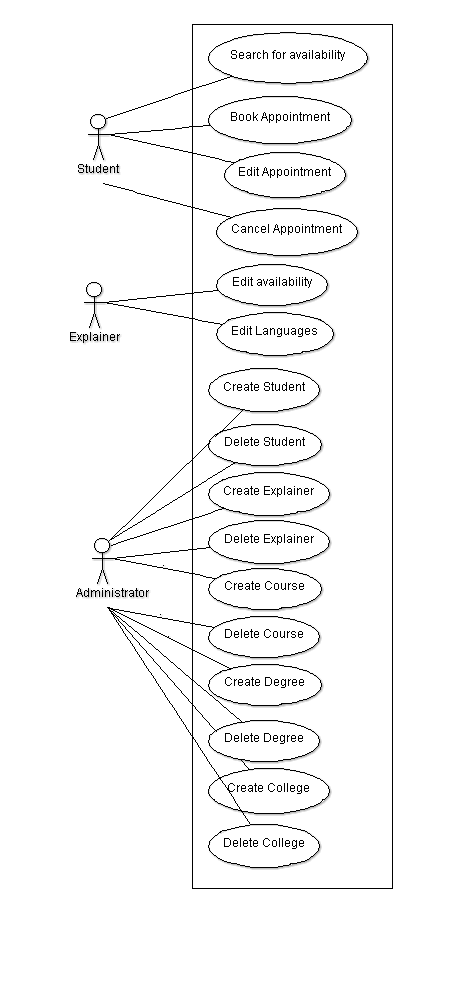 Search for availability
Book Appointment
Edit Appointment
Student
Cancel Appointment
Edit availability
Edit Languages
Explainer
Create Student
Delete Student
Create Explainer
Delete Explainer
Create Course
Administrator
Delete Course
Create Degree
Delete Degree
Create College
Delete College